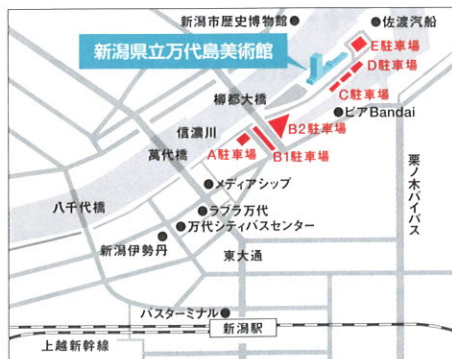 新潟市歴史博物館
佐渡汽船
新潟県立万代島美術館
E駐車場
D駐車場
C駐車場
柳都大橋
ピアBandai
信濃川
B2駐車場
萬代橋
A駐車場
B1駐車場
メディアシップ
八千代橋
ラブラ万代
万代シティバスセンター
新潟伊勢丹
東大通
栗ノ木バイパス
バスターミナル
新潟駅
上越新幹線